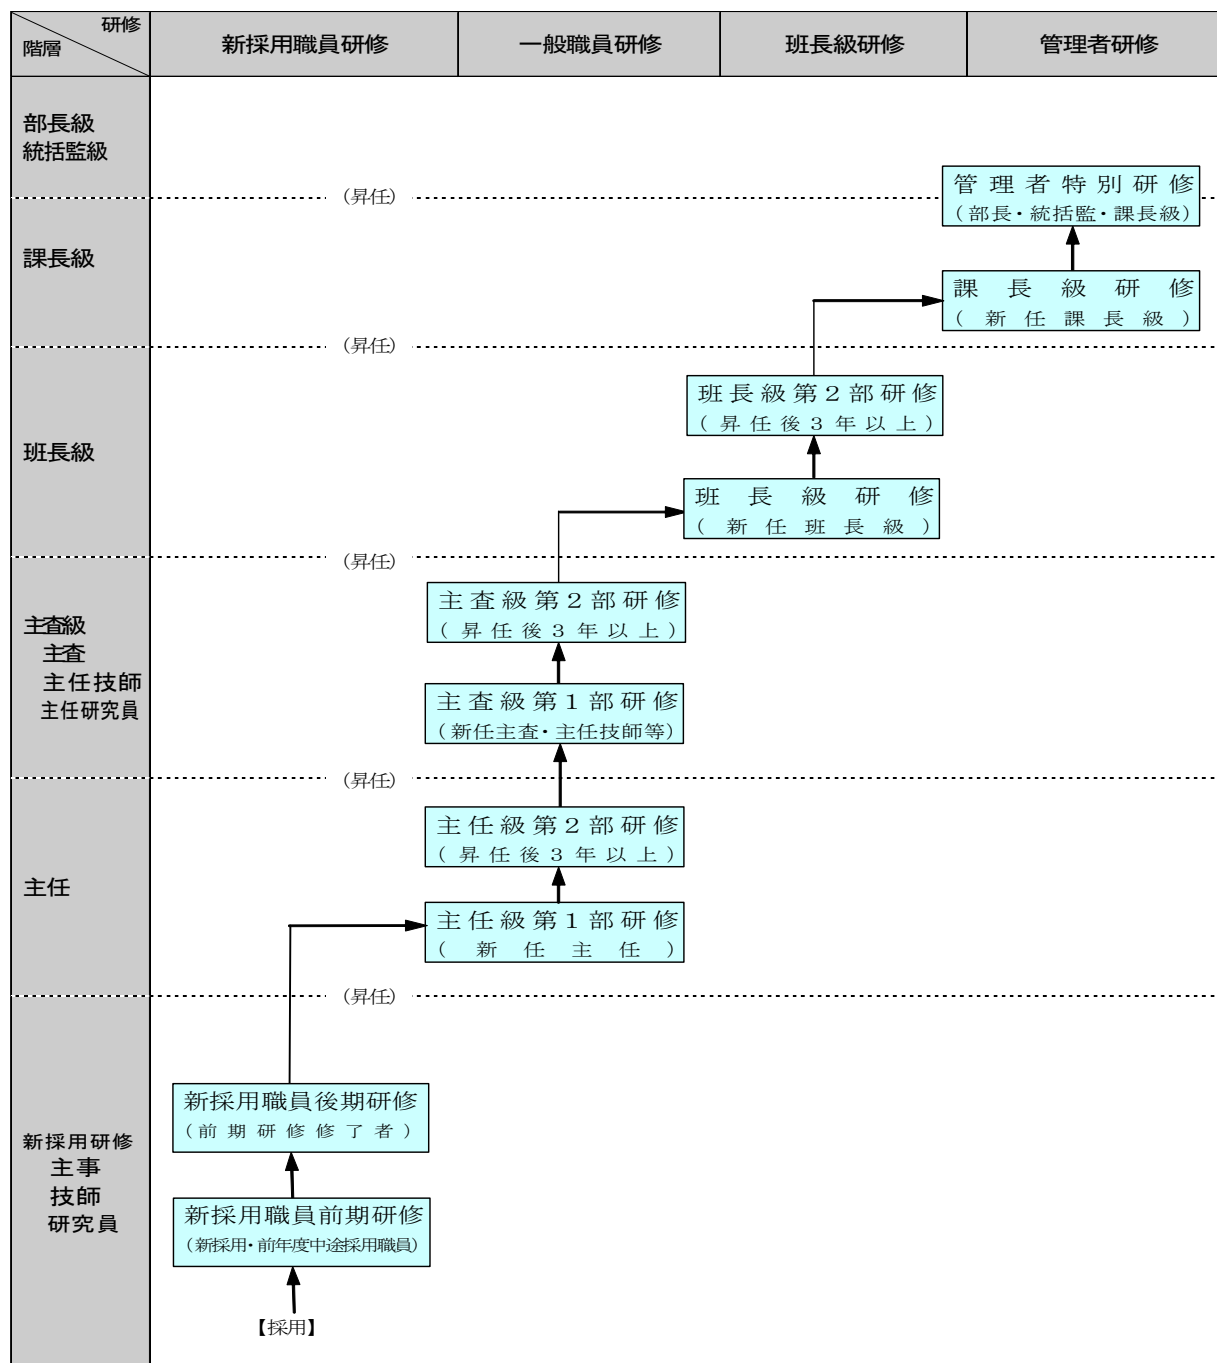 研修
階層
新採用職員研修
一般職員研修
班長級研修
管理者研修
部長級
統括監級
管理者特別研修
(部長・統括監・課長級)
(昇任)
課長級
課長級研修
(新任課長級)
(昇任)
班長級第２部研修
(昇任後３年以上)
班長級
班長級研修
(新任班長級)
(昇任)
主査級第２部研修
(昇任後３年以上)
主査級
主査
主任技師
主任研究員
主査級第１部研修
(新任主査・主任技師等)
(昇任)
主任級第２部研修
(昇任後３年以上)
主任
主任級第１部研修
(新任主任)
(昇任)
新採用職員後期研修
(前期研修修了者)
新採用研修
主事
技師
研究員
新採用職員前期研修
(新採用・前年度中途採用職員)
【採用】